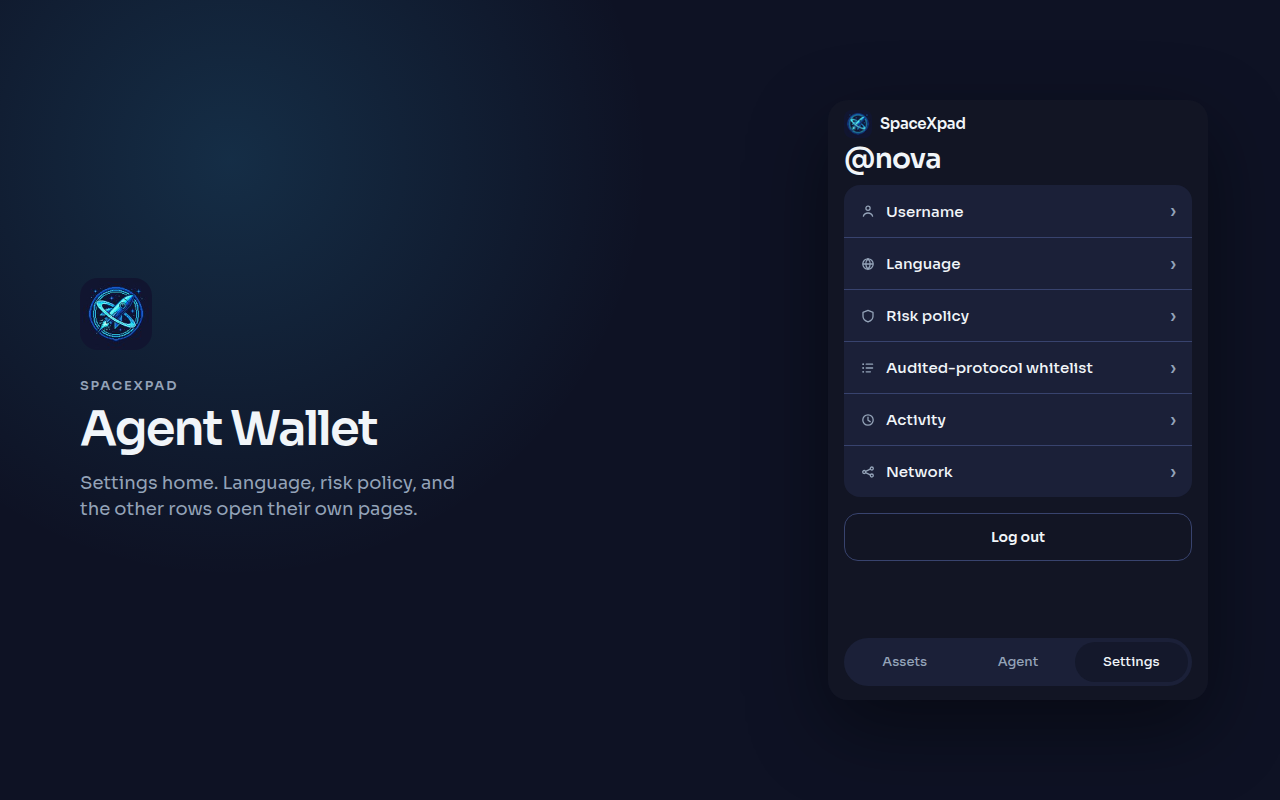 SPACEXPAD
Agent Wallet
Settings home. Language, risk policy, and
the other rows open their own pages.
SpaceXpad
@nova
Username
Language
Risk policy
Audited-protocol whitelist
Activity
Network
Log out
Assets Agent Settings